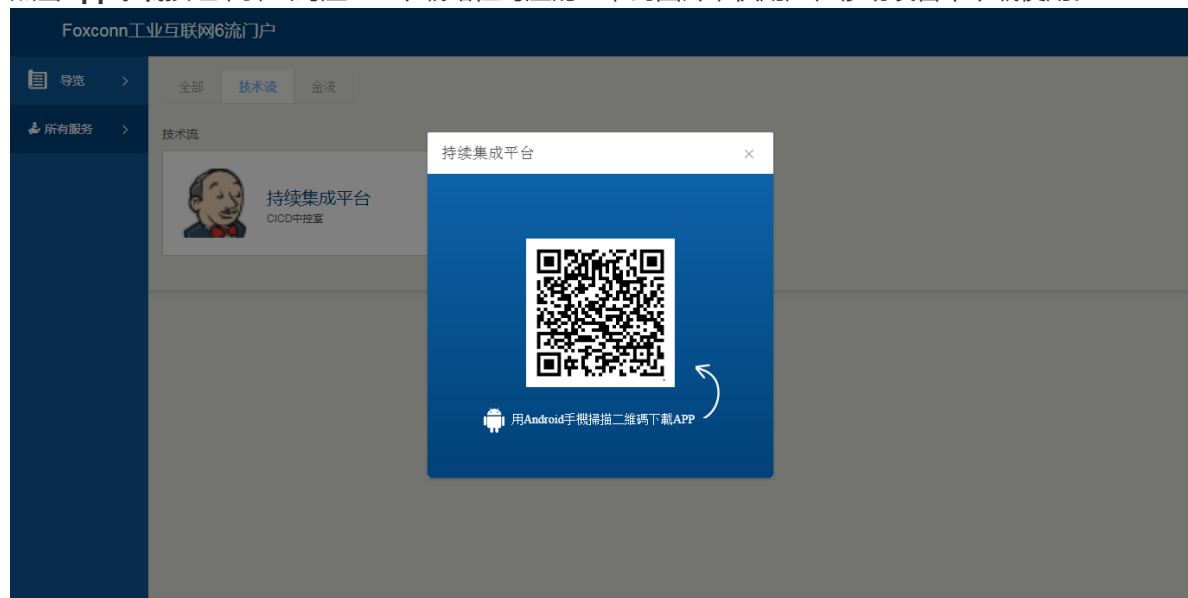 Foxconn工业互联网6流门户
导览
所有服务
全部 技术流 金流
技术流
持续集成平台
CICD中控室
持续集成平台
用Android手機掃描二維碼下載APP